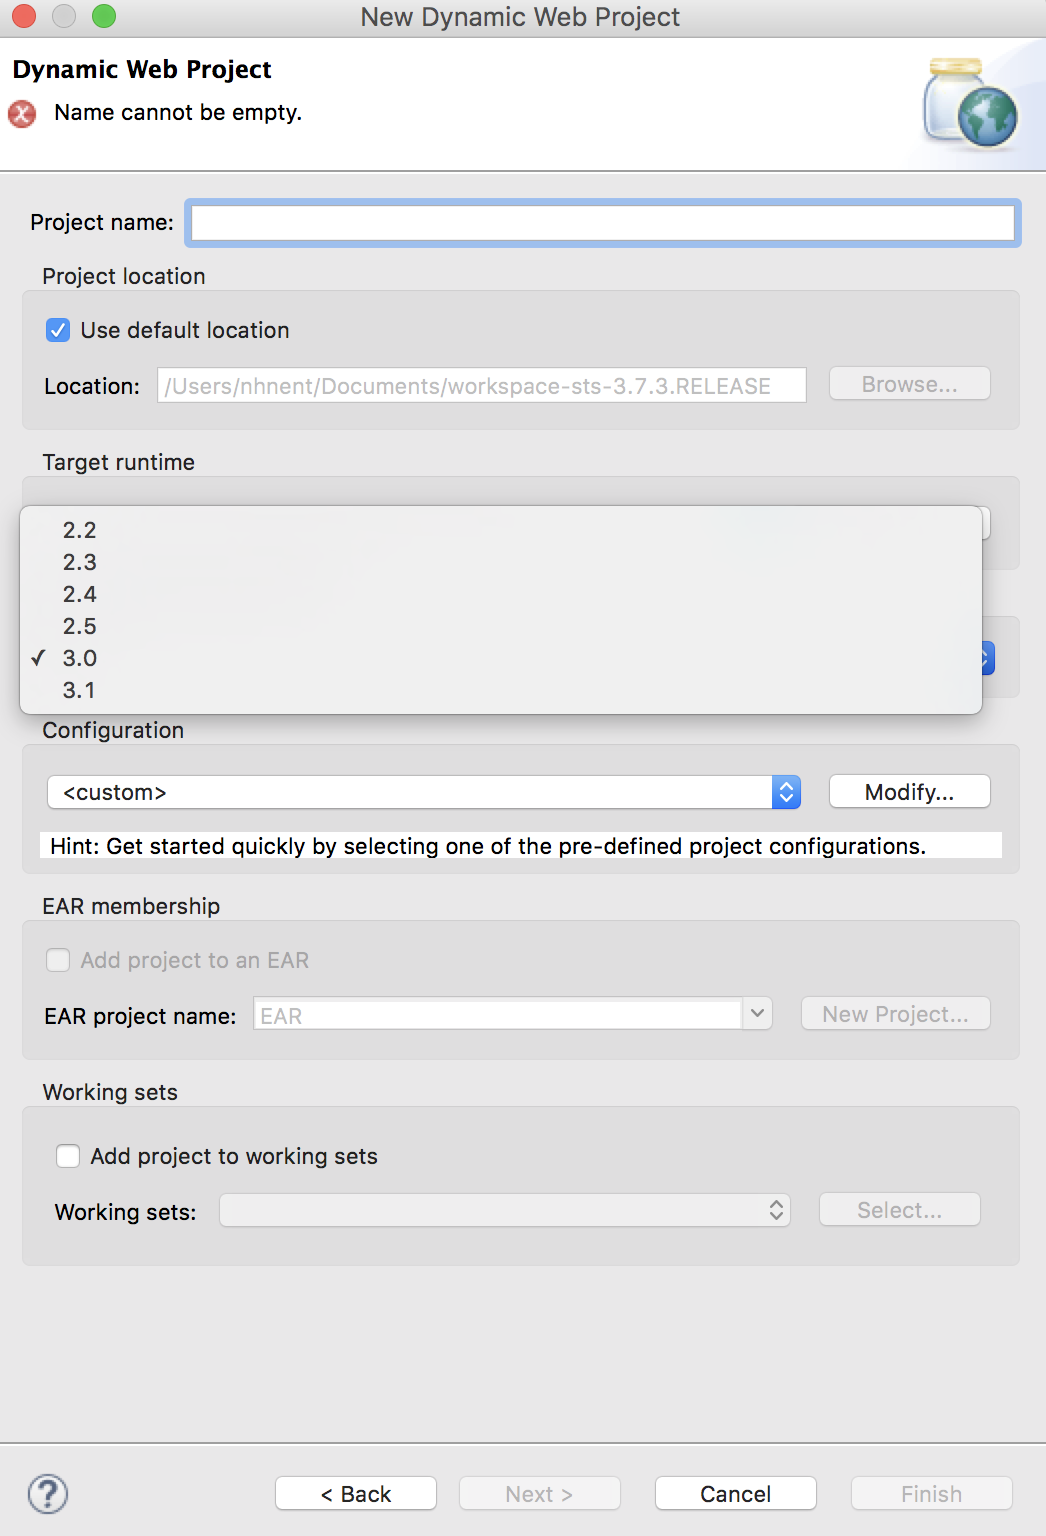 New Dynamic Web Project
Dynamic Web Project
Name cannot be empty.
Project name:
Project location
Use default location
Location: /Users/nhnent/Documents/workspace-sts-3.7.3.RELEASE Browse...
Target runtime
2.2
2.3
2.4
2.5
✓ 3.0
3.1
Configuration
<custom> Modify...
Hint: Get started quickly by selecting one of the pre-defined project configurations.
EAR membership
Add project to an EAR
EAR project name: EAR New Project...
Working sets
Add project to working sets
Working sets: Select...
? < Back Next > Cancel Finish